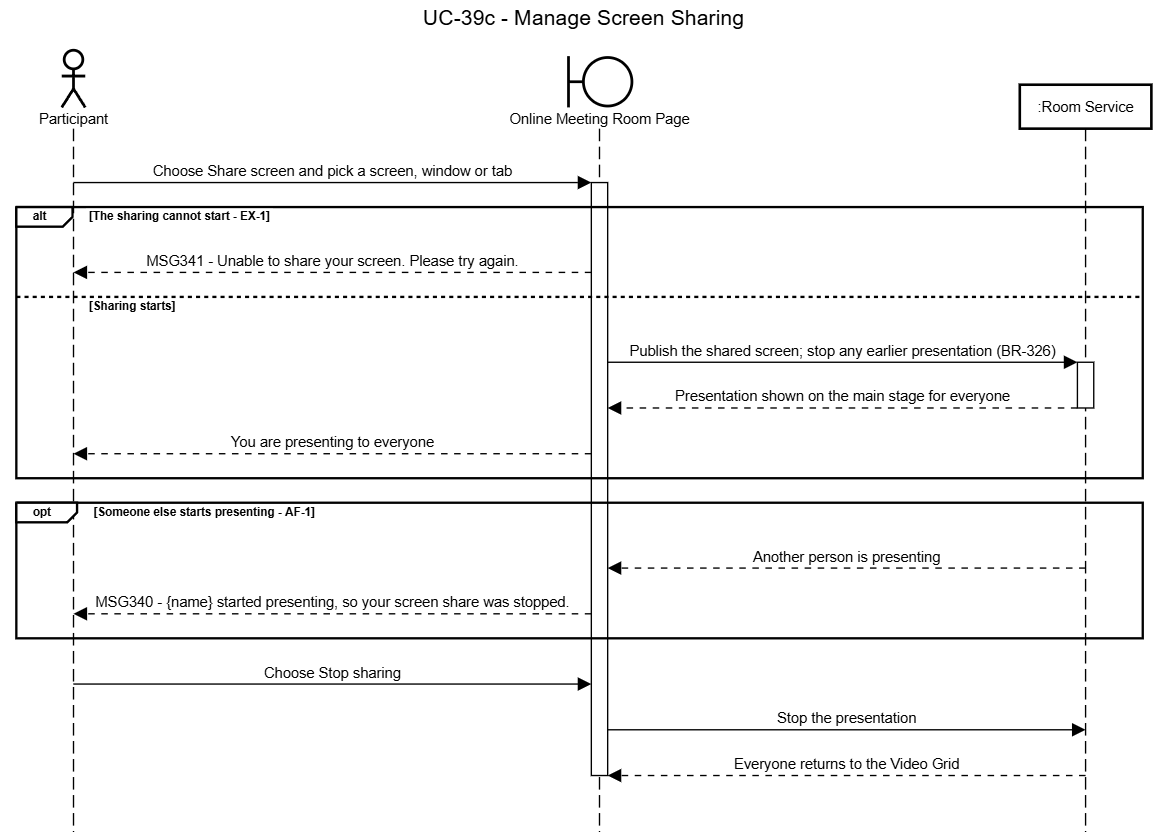 UC-39c - Manage Screen Sharing
Participant
Online Meeting Room Page
:Room Service
Choose Share screen and pick a screen, window or tab
alt
[The sharing cannot start - EX-1]
MSG341 - Unable to share your screen. Please try again.
[Sharing starts]
Publish the shared screen; stop any earlier presentation (BR-326)
Presentation shown on the main stage for everyone
You are presenting to everyone
opt
[Someone else starts presenting - AF-1]
Another person is presenting
MSG340 - {name} started presenting, so your screen share was stopped.
Choose Stop sharing
Stop the presentation
Everyone returns to the Video Grid